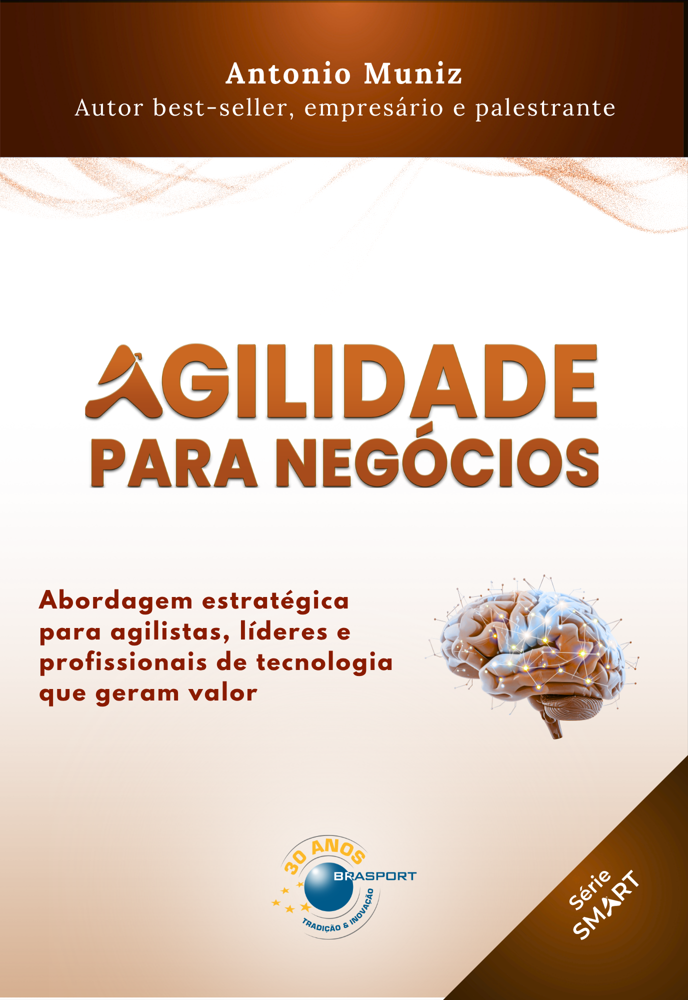 Antonio Muniz
Autor best-seller, empresário e palestrante
AGILIDADE
PARA NEGÓCIOS
Abordagem estratégica
para agilistas, líderes e
profissionais de tecnologia
que geram valor
30 ANOS
BRASPORT
TRADIÇÃO & INOVAÇÃO
Série
SMART